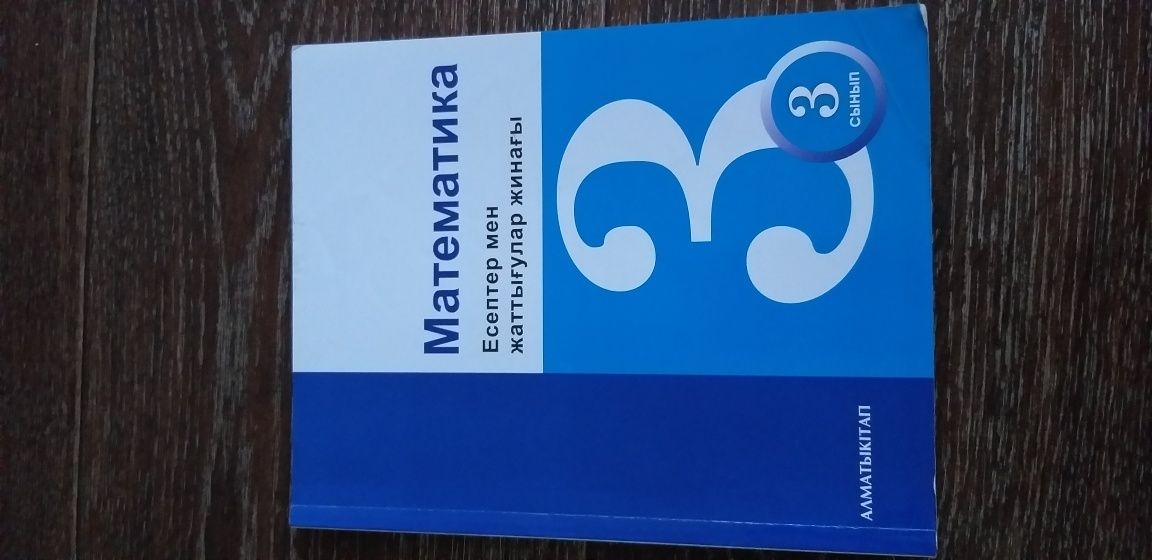 Математика
Есептер мен
жаттығулар жинағы
3
3
сынып
АЛМАТЫКІТАП